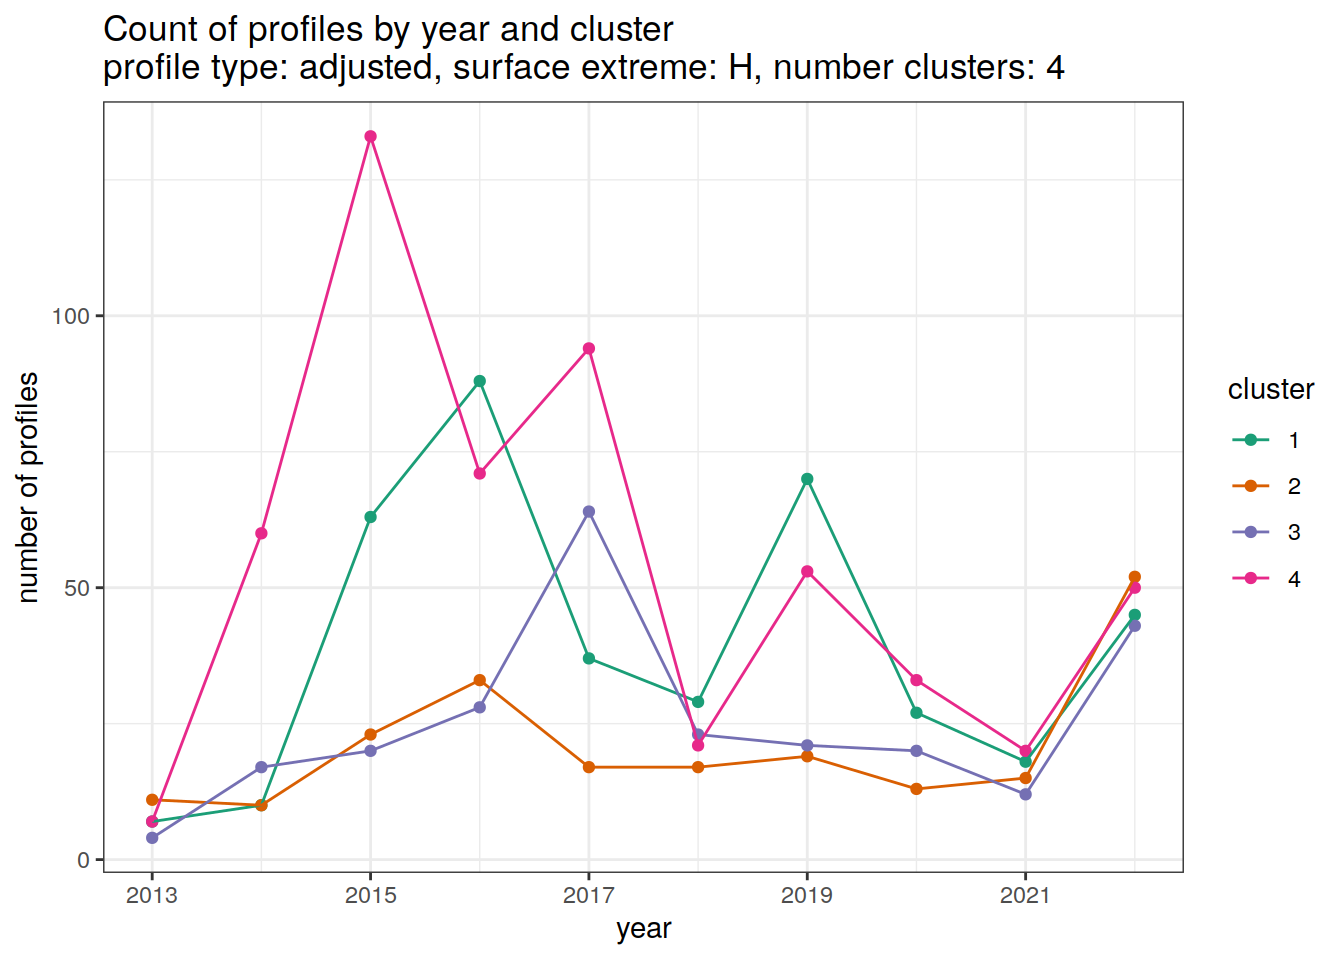 Count of profiles by year and cluster
profile type: adjusted, surface extreme: H, number clusters: 4
number of profiles
100
50
0
2013 2015 2017 2019 2021
year
cluster
1
2
3
4